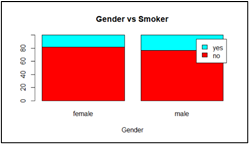 Gender vs Smoker
80
60
40
20
0
yes
no
female
male
Gender